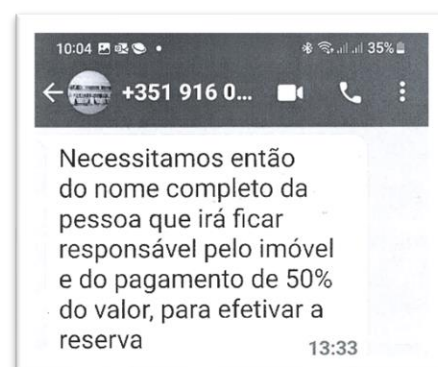 10:04
35%
+351 916 0...
Necessitamos então
do nome completo da
pessoa que irá ficar
responsável pelo imóvel
e do pagamento de 50%
do valor, para efetivar a
reserva
13:33